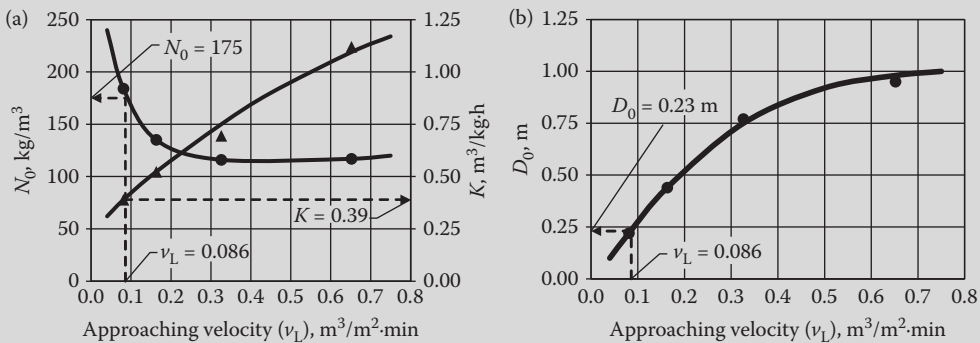 (a)
250
200
150
100
50
0
N₀, kg/m³
N₀ = 175
K = 0.39
ν_L = 0.086
1.25
1.00
0.75
0.50
0.25
0.00
K, m³/kg·h
0.0 0.1 0.2 0.3 0.4 0.5 0.6 0.7 0.8
Approaching velocity (ν_L), m³/m²·min
(b)
1.25
1.00
0.75
0.50
0.25
0.00
D₀, m
D₀ = 0.23 m
ν_L = 0.086
0.0 0.1 0.2 0.3 0.4 0.5 0.6 0.7 0.8
Approaching velocity (ν_L), m³/m²·min